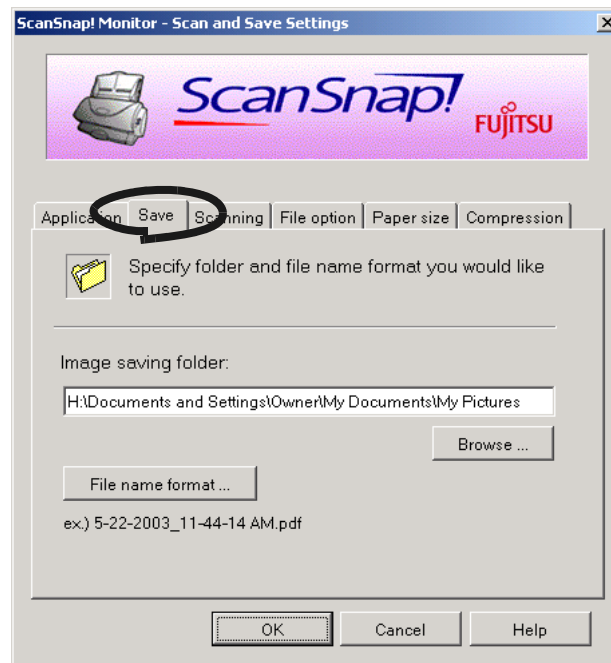 ScanSnap! Monitor - Scan and Save Settings
ScanSnap!
FUJITSU
Application Save Scanning File option Paper size Compression
Specify folder and file name format you would like
to use.
Image saving folder:
H:\Documents and Settings\Owner\My Documents\My Pictures
Browse ...
File name format ...
ex.) 5-22-2003_11-44-14 AM.pdf
OK Cancel Help